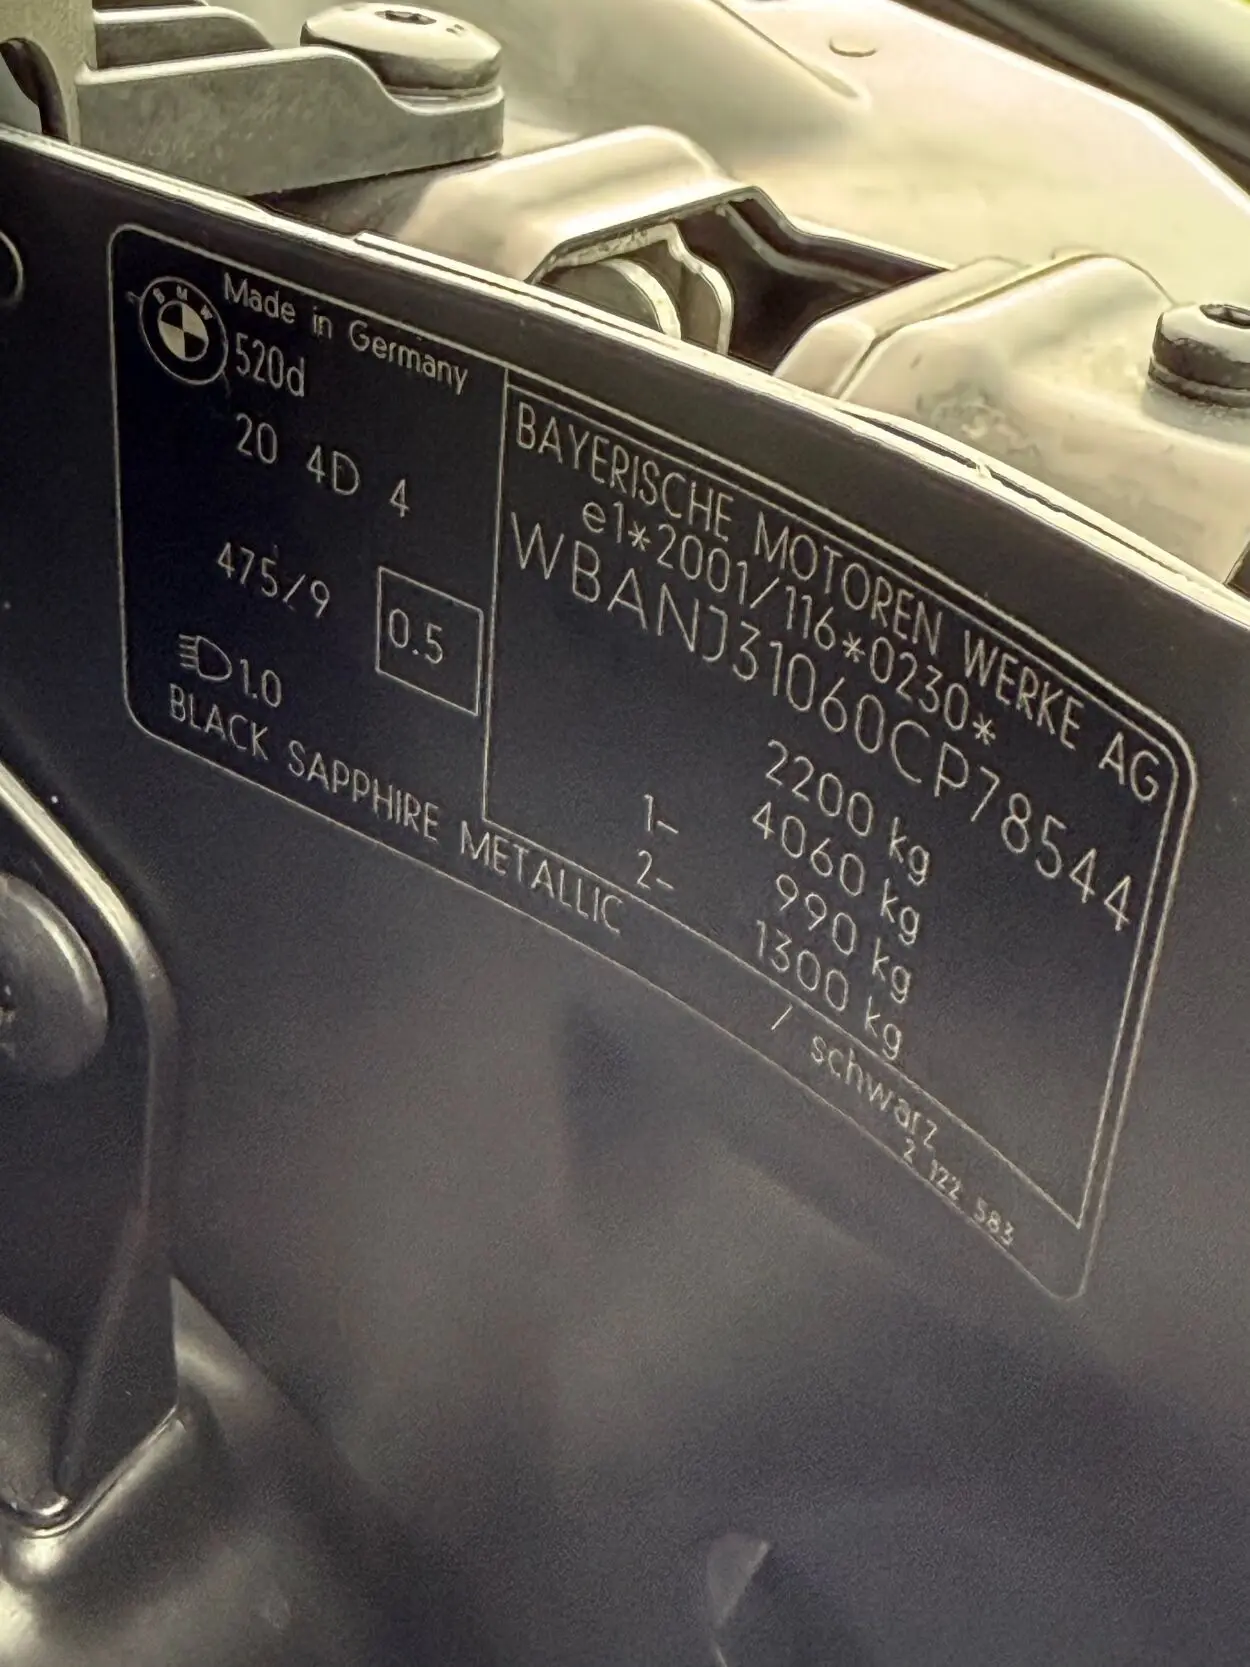 BMW
Made in Germany
520d
20 4D 4
475/9 0.5
1.0
BLACK SAPPHIRE METALLIC
BAYERISCHE MOTOREN WERKE AG
e1*2001/116*0230*
WBANJ31060CP78544
2200 kg
4060 kg
1- 990 kg
2- 1300 kg
/ schwarz
2 122 583